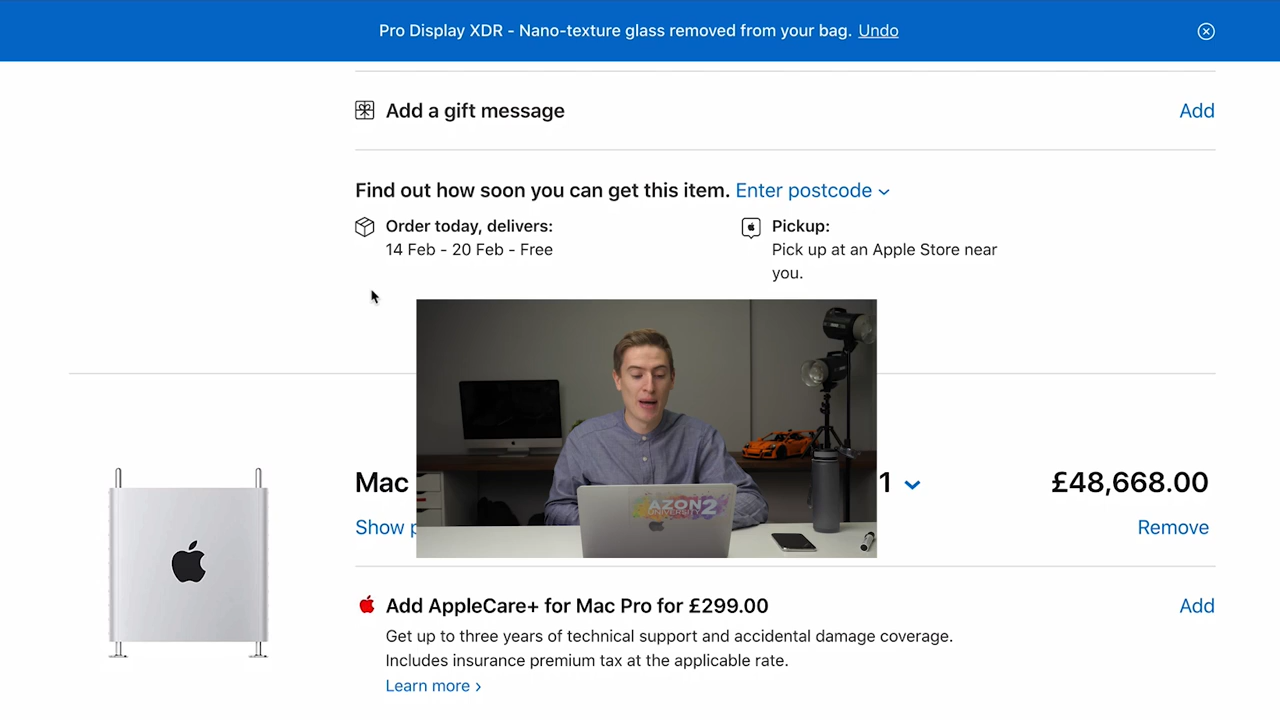 Pro Display XDR - Nano-texture glass removed from your bag. Undo
Add a gift message Add
Find out how soon you can get this item. Enter postcode
Order today, delivers:
14 Feb - 20 Feb - Free
Pickup:
Pick up at an Apple Store near
you.
Mac 1 £48,668.00
Show Remove
AZON2
UNIVERSITY
Add AppleCare+ for Mac Pro for £299.00 Add
Get up to three years of technical support and accidental damage coverage.
Includes insurance premium tax at the applicable rate.
Learn more ›